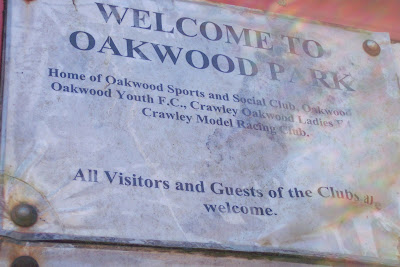 WELCOME TO
OAKWOOD PARK
Home of Oakwood Sports and Social Club, Oakwood
Oakwood Youth F.C., Crawley Oakwood Ladies F
Crawley Model Racing Club.
All Visitors and Guests of the Clubs are
welcome.